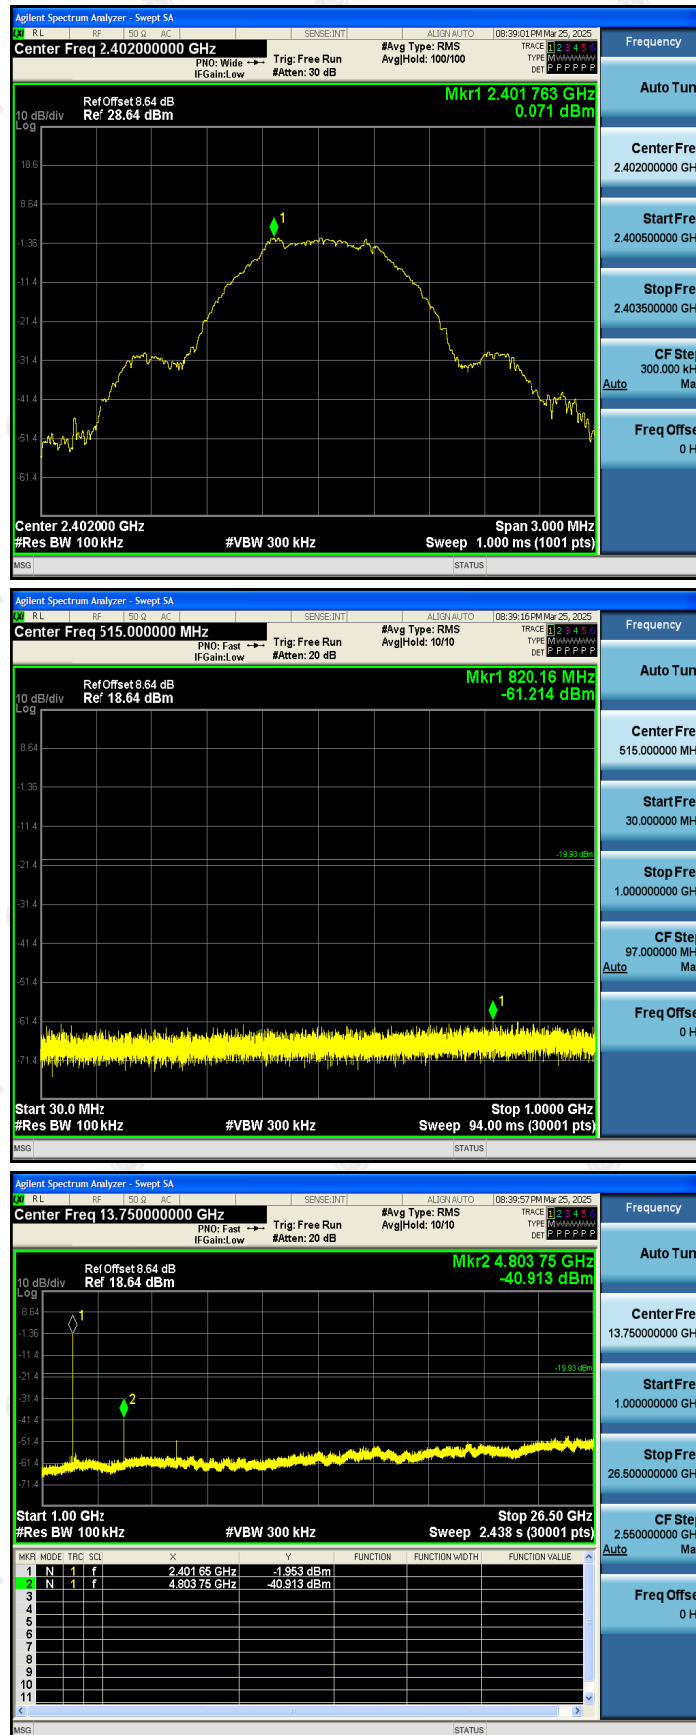 Agilent Spectrum Analyzer - Swept SA
LXI RL RF 50 Ω AC SENSE:INT ALIGN AUTO 08:39:01 PM Mar 25, 2025
Center Freq 2.402000000 GHz
PNO: Wide
IFGain:Low
Trig: Free Run
#Atten: 30 dB
#Avg Type: RMS
Avg|Hold: 100/100
TRACE 1 2 3 4 5 6
TYPE M
DET P P P P P P
Frequency
Ref Offset 8.64 dB
Ref 28.64 dBm
10 dB/div
Log
Mkr1 2.401 763 GHz
0.071 dBm
1
18.6
8.64
-1.36
-11.4
-21.4
-31.4
-41.4
-51.4
-61.4
Center 2.402000 GHz
Span 3.000 MHz
#Res BW 100 kHz
#VBW 300 kHz
Sweep 1.000 ms (1001 pts)
Auto Tun
Center Fre
2.402000000 GH
Start Fre
2.400500000 GH
Stop Fre
2.403500000 GH
CF Ste
300.000 kH
Auto Ma
Freq Offse
0 H
MSG STATUS
Agilent Spectrum Analyzer - Swept SA
LXI RL RF 50 Ω AC SENSE:INT ALIGN AUTO 08:39:16 PM Mar 25, 2025
Center Freq 515.000000 MHz
PNO: Fast
IFGain:Low
Trig: Free Run
#Atten: 20 dB
#Avg Type: RMS
Avg|Hold: 10/10
TRACE 1 2 3 4 5 6
TYPE M
DET P P P P P P
Frequency
Ref Offset 8.64 dB
Ref 18.64 dBm
10 dB/div
Log
Mkr1 820.16 MHz
-61.214 dBm
8.64
-1.36
-11.4
-21.4
-31.4
-41.4
-51.4
-61.4
-71.4
-19.93 dBm
1
Start 30.0 MHz
Stop 1.0000 GHz
#Res BW 100 kHz
#VBW 300 kHz
Sweep 94.00 ms (30001 pts)
Auto Tun
Center Fre
515.000000 MH
Start Fre
30.000000 MH
Stop Fre
1.000000000 GH
CF Ste
97.000000 MH
Auto Ma
Freq Offse
0 H
MSG STATUS
Agilent Spectrum Analyzer - Swept SA
LXI RL RF 50 Ω AC SENSE:INT ALIGN AUTO 08:39:57 PM Mar 25, 2025
Center Freq 13.750000000 GHz
PNO: Fast
IFGain:Low
Trig: Free Run
#Atten: 20 dB
#Avg Type: RMS
Avg|Hold: 10/10
TRACE 1 2 3 4 5 6
TYPE M
DET P P P P P P
Frequency
Ref Offset 8.64 dB
Ref 18.64 dBm
10 dB/div
Log
Mkr2 4.803 75 GHz
-40.913 dBm
8.64
-1.36
-11.4
-21.4
-31.4
-41.4
-51.4
-61.4
-71.4
1
2
-19.93 dBm
Start 1.00 GHz
Stop 26.50 GHz
#Res BW 100 kHz
#VBW 300 kHz
Sweep 2.438 s (30001 pts)
MKR MODE TRC SCL X Y FUNCTION FUNCTION WIDTH FUNCTION VALUE
1 N 1 f 2.401 65 GHz -1.953 dBm
2 N 1 f 4.803 75 GHz -40.913 dBm
3
4
5
6
7
8
9
10
11
Auto Tun
Center Fre
13.750000000 GH
Start Fre
1.000000000 GH
Stop Fre
26.500000000 GH
CF Ste
2.550000000 GH
Auto Ma
Freq Offse
0 H
MSG STATUS